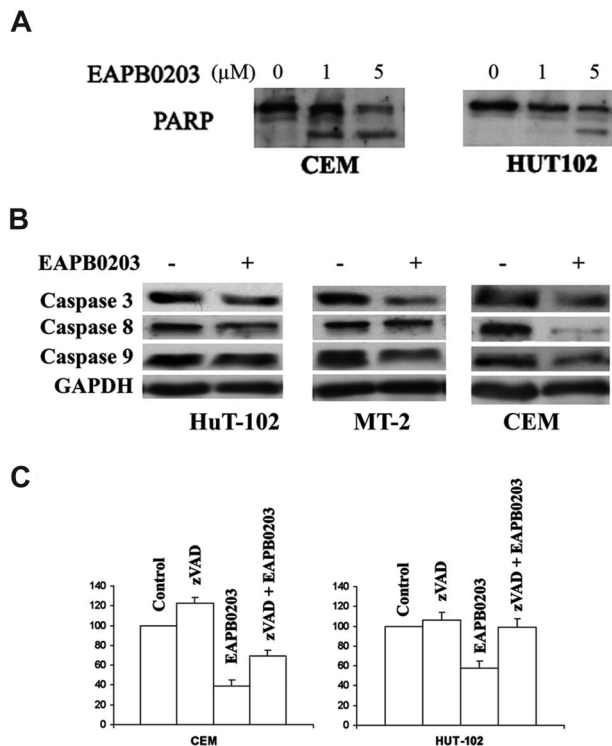 A
EAPB0203 (µM) 0 1 5 0 1 5
PARP
CEM HUT102
B
EAPB0203 - + - + - +
Caspase 3
Caspase 8
Caspase 9
GAPDH
HuT-102 MT-2 CEM
C
Control
zVAD
EAPB0203
zVAD + EAPB0203
140
120
100
80
60
40
20
0
CEM
Control
zVAD
EAPB0203
zVAD + EAPB0203
140
120
100
80
60
40
20
0
HUT-102